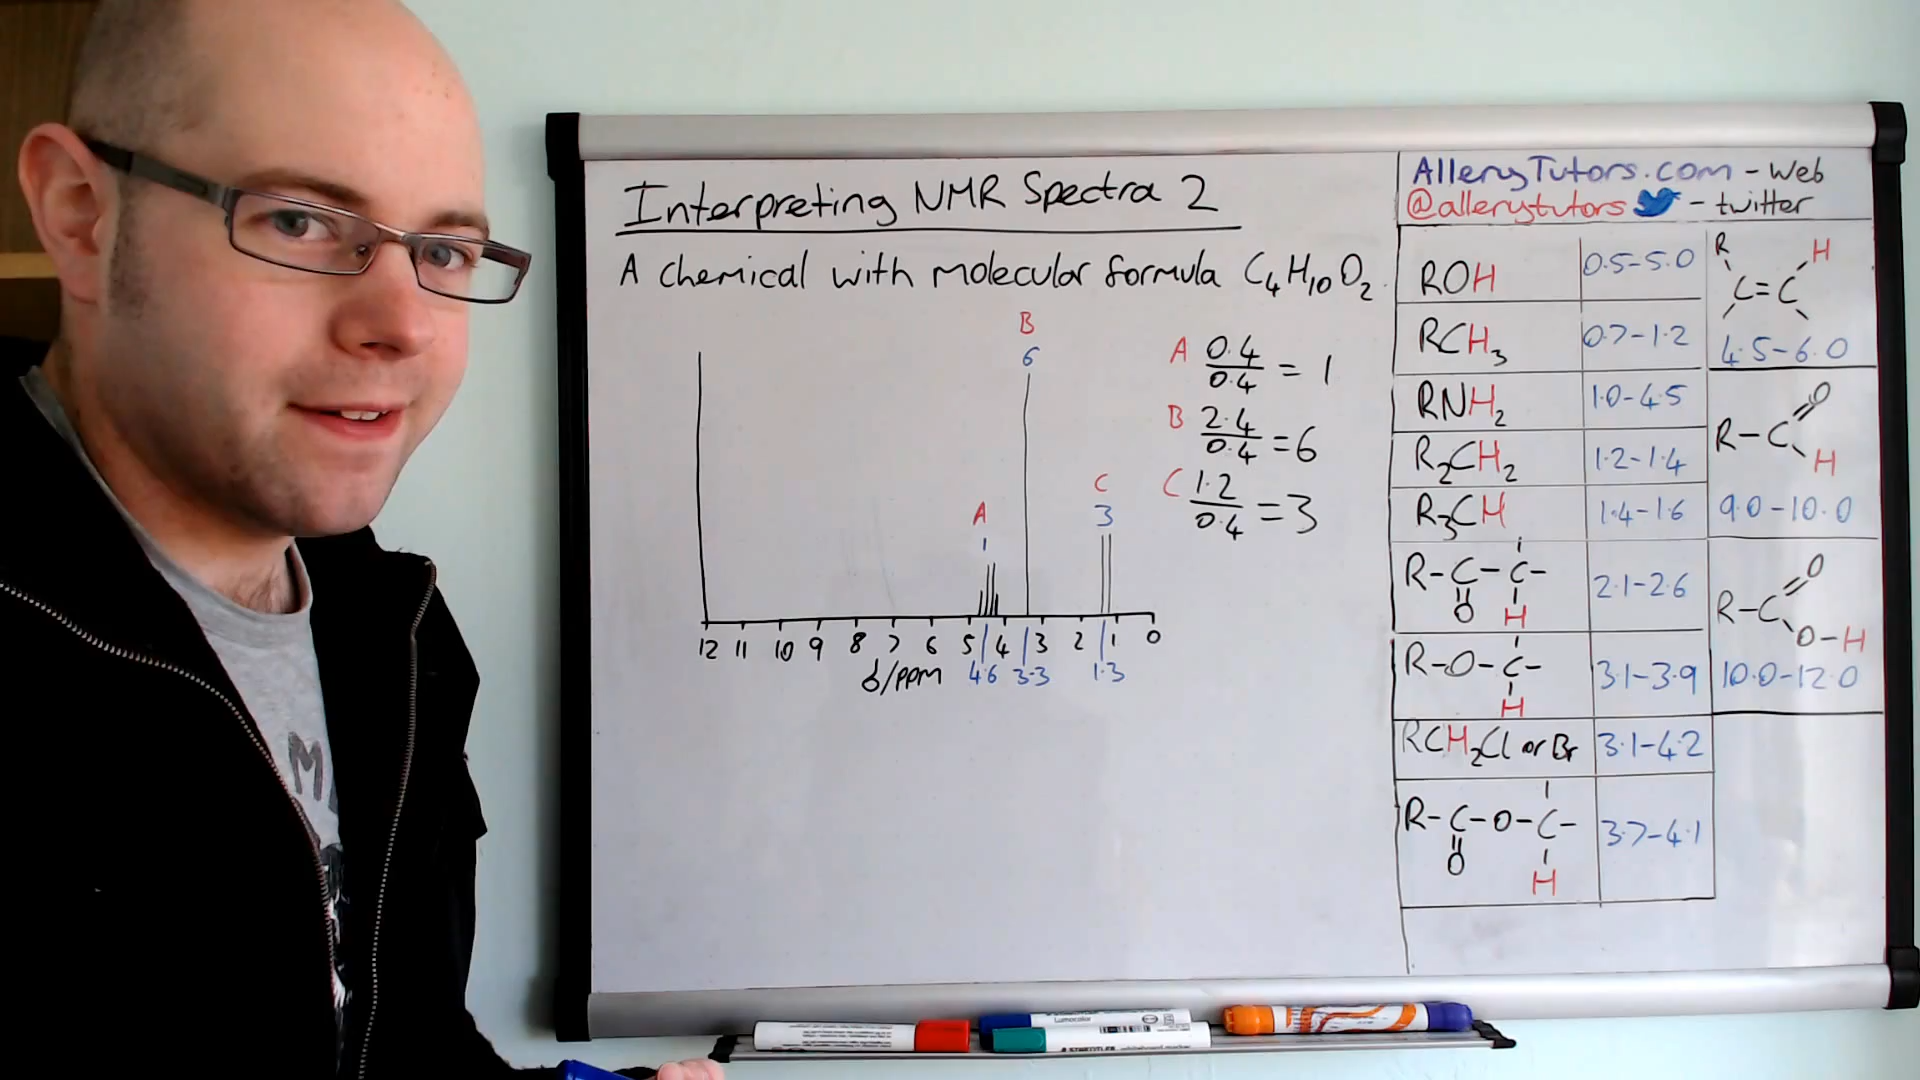 Interpreting NMR Spectra 2
A chemical with molecular formula C₄H₁₀O₂
B
6
A
1
C
3
12 11 10 9 8 7 6 5 4 3 2 1 0
δ/ppm 4.6 3.3 1.3
A 0.4/0.4 = 1
B 2.4/0.4 = 6
C 1.2/0.4 = 3
AlleryTutors.com - web
@allerytutors - twitter
ROH 0.5-5.0
RCH₃ 0.7-1.2
RNH₂ 1.0-4.5
R₂CH₂ 1.2-1.4
R₃CH 1.4-1.6
R-C-C-
O H
2.1-2.6
R-O-C-
H
3.1-3.9
RCH₂Cl or Br 3.1-4.2
R-C-O-C-
O H
3.7-4.1
R H
C=C
4.5-6.0
O
R-C
H
9.0-10.0
O
R-C
O-H
10.0-12.0
M
Lumocolor
STAEDTLER